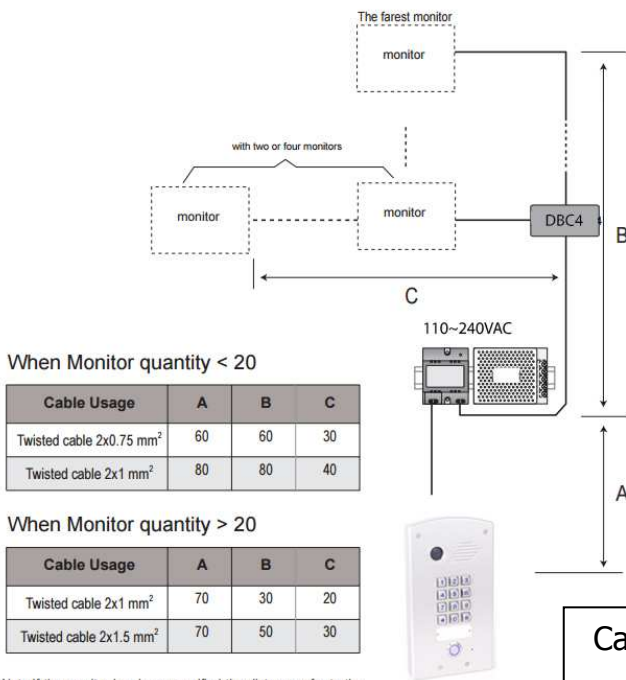 The farest monitor
monitor
with two or four monitors
monitor
monitor
DBC4
B
C
110~240VAC
When Monitor quantity < 20
Cable Usage A B C
Twisted cable 2x0.75 mm² 60 60 30
Twisted cable 2x1 mm² 80 80 40
A
When Monitor quantity > 20
Cable Usage A B C
Twisted cable 2x1 mm² 70 30 20
Twisted cable 2x1.5 mm² 70 50 30
Ca